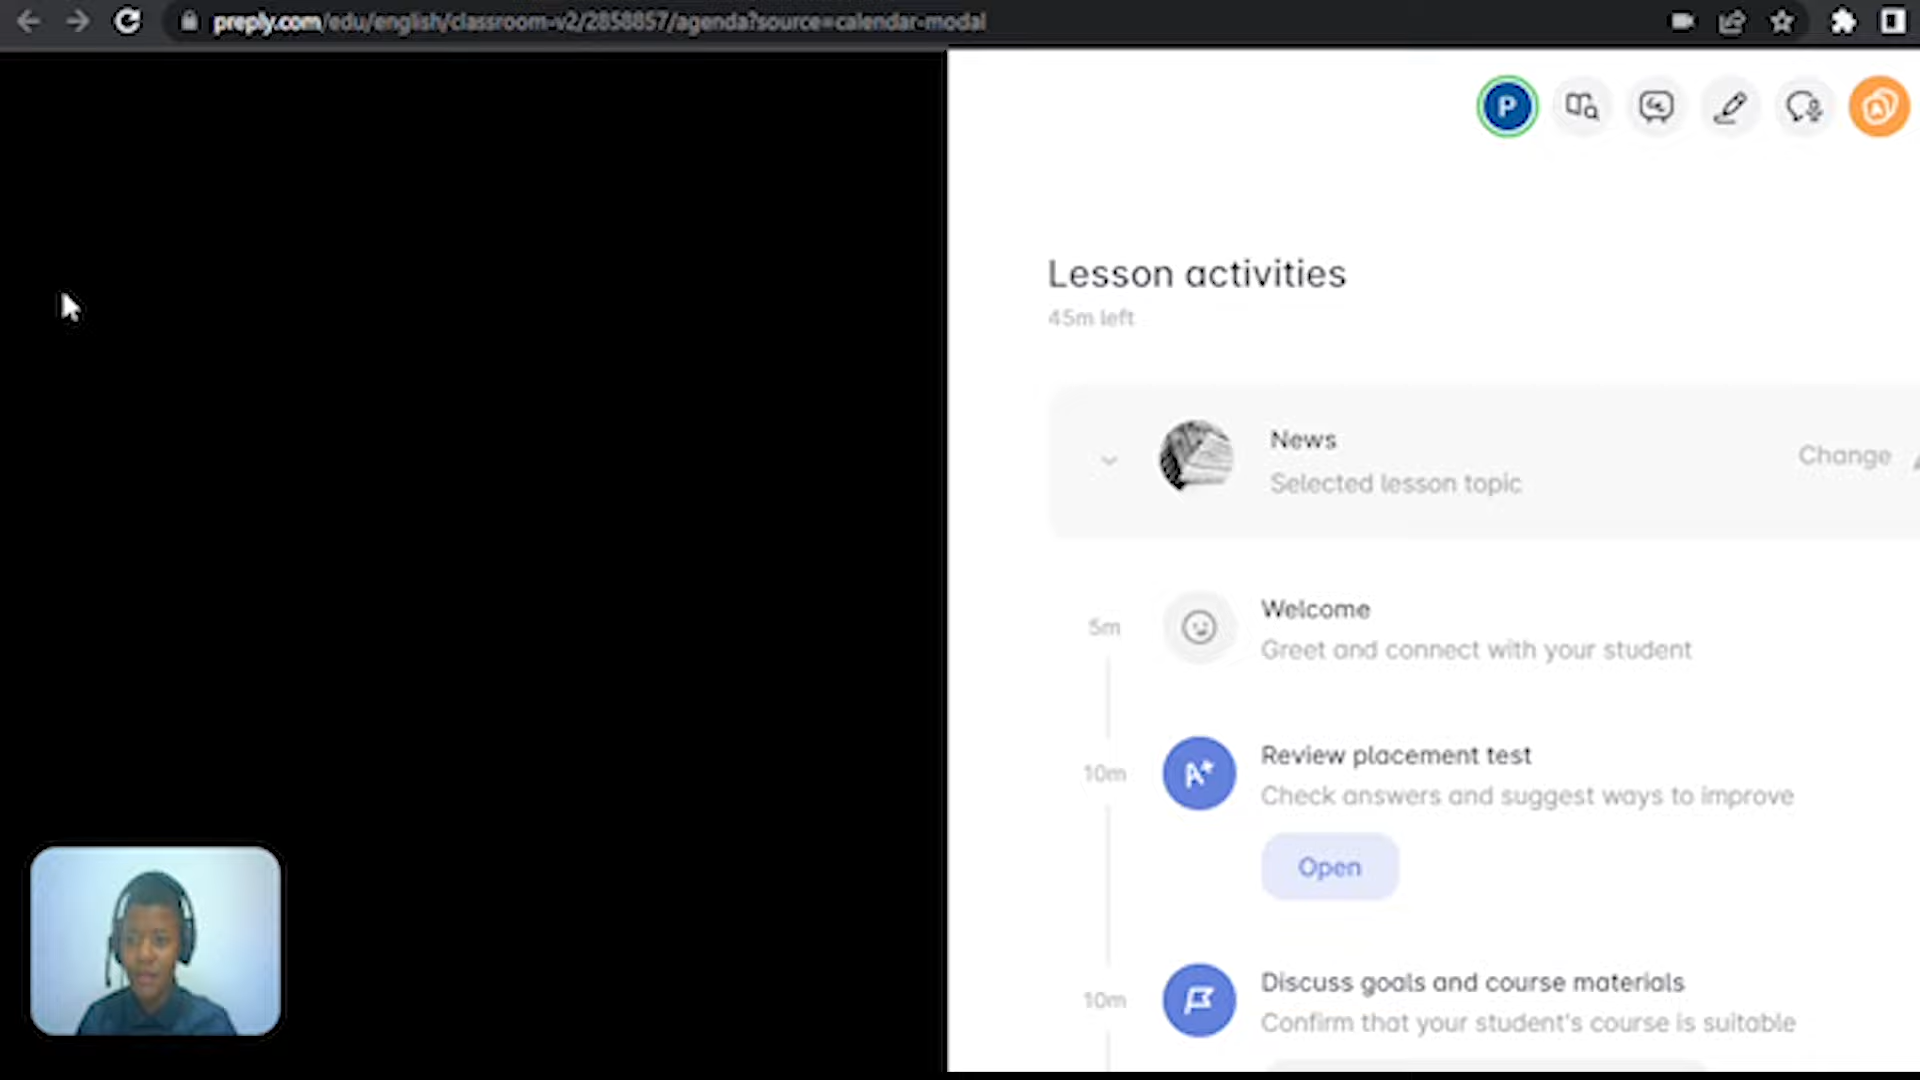 preply.com/edu/english/classroom-v2/2858857/agenda?source=calendar-modal
P
Lesson activities
45m left
News
Selected lesson topic
Change
5m
Welcome
Greet and connect with your student
10m
A+
Review placement test
Check answers and suggest ways to improve
Open
10m
Discuss goals and course materials
Confirm that your student's course is suitable